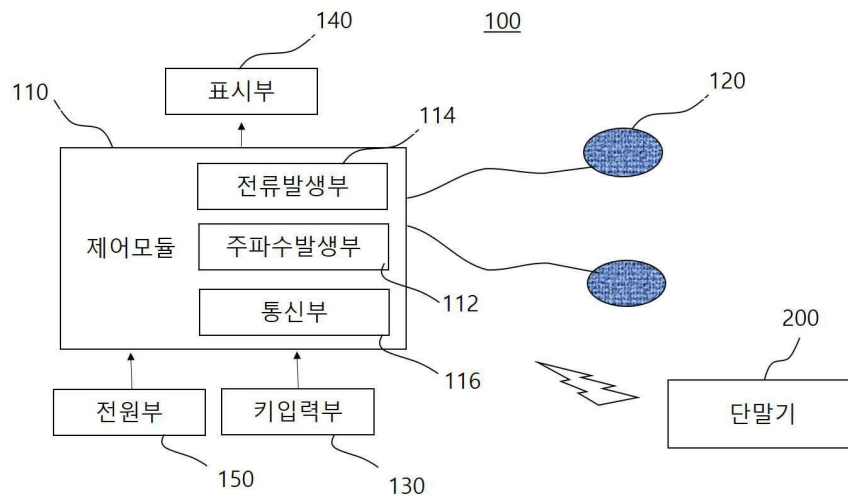 100
140
110
표시부
120
114
전류발생부
제어모듈
주파수발생부
112
통신부
200
116
전원부
키입력부
단말기
150
130